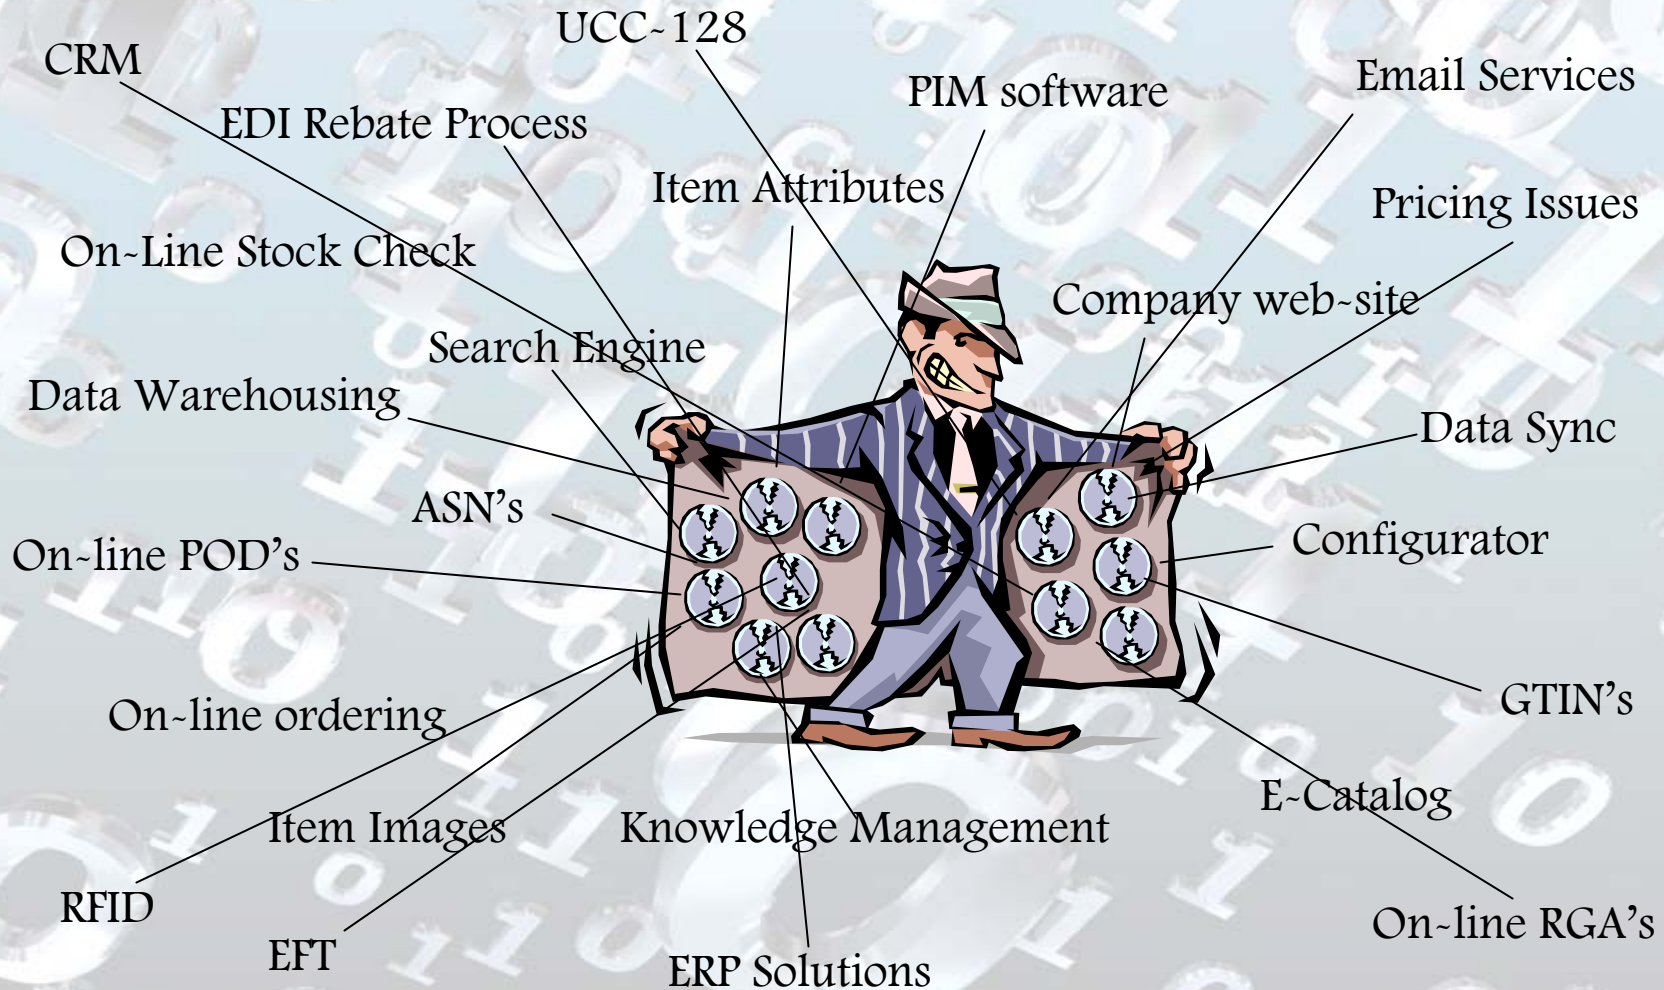 UCC-128
CRM
PIM software
Email Services
EDI Rebate Process
Item Attributes
Pricing Issues
On-Line Stock Check
Company web-site
Search Engine
Data Warehousing
Data Sync
ASN's
On-line POD's
Configurator
GTIN's
On-line ordering
E-Catalog
Item Images
Knowledge Management
RFID
On-line RGA's
EFT
ERP Solutions